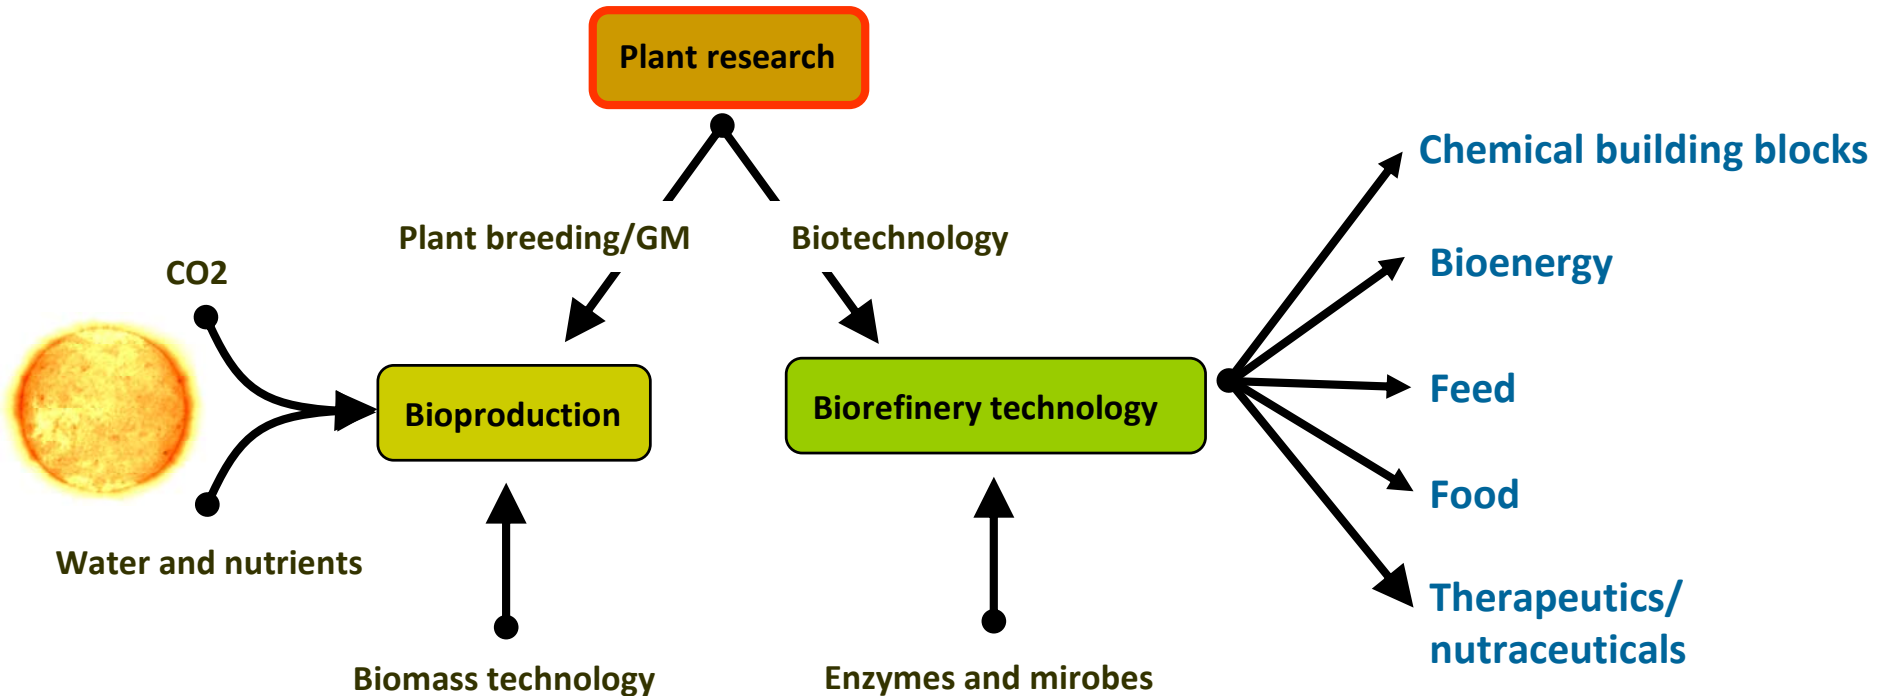 Plant research
Chemical building blocks
Plant breeding/GM
Biotechnology
CO2
Bioenergy
Bioproduction
Biorefinery technology
Feed
Food
Water and nutrients
Therapeutics/
nutraceuticals
Biomass technology
Enzymes and mirobes